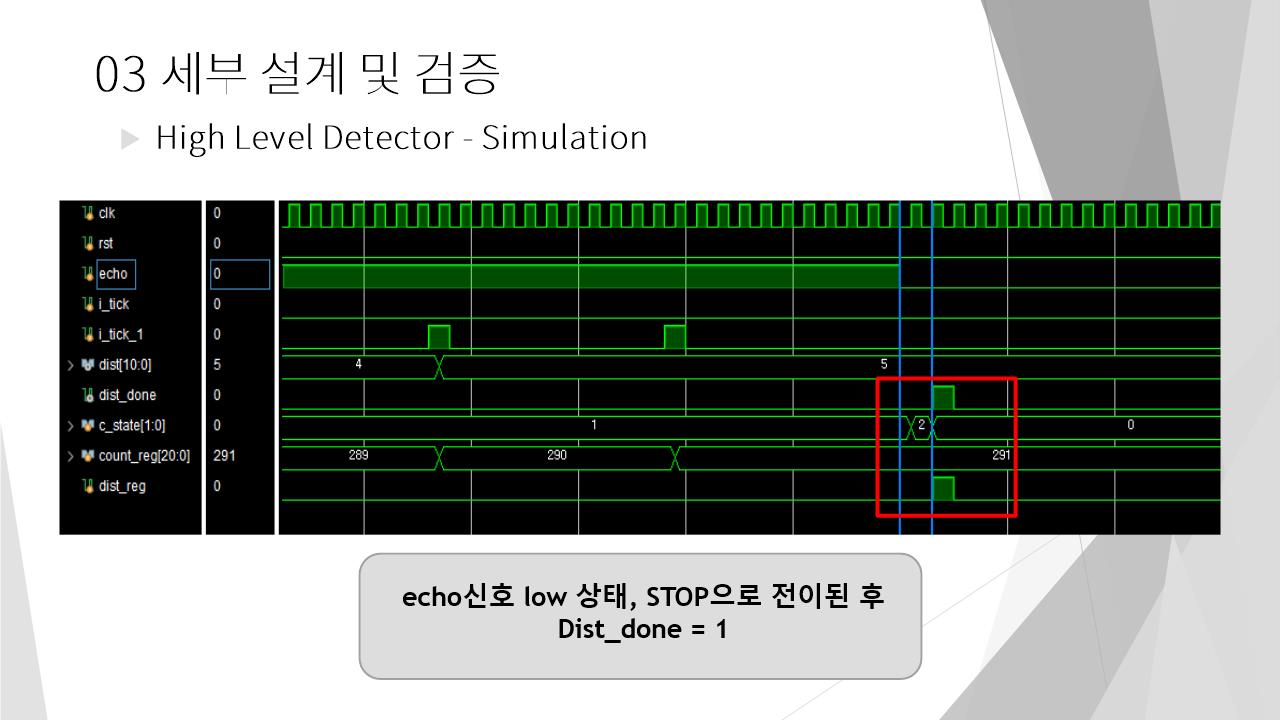 03 세부 설계 및 검증
High Level Detector - Simulation
clk 0
rst 0
echo 0
i_tick 0
i_tick_1 0
dist[10:0] 5 4 5
dist_done 0
c_state[1:0] 0 1 2 0
count_reg[20:0] 291 289 290 291
dist_reg 0
echo신호 low 상태, STOP으로 전이된 후
Dist_done = 1